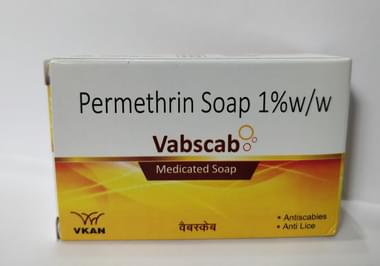 Permethrin Soap 1%w/w
Vabscab
Medicated Soap
VKAN
वैबस्केब
• Antiscabies
• Anti Lice